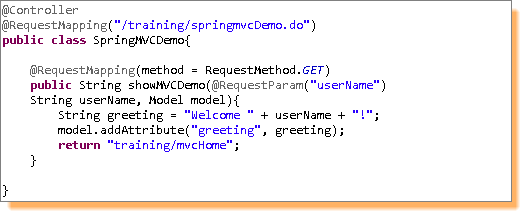 @Controller
@RequestMapping("/training/springmvcDemo.do")
public class SpringMVCDemo{
@RequestMapping(method = RequestMethod.GET)
public String showMVCDemo(@RequestParam("userName")
String userName, Model model){
String greeting = "Welcome " + userName + "!";
model.addAttribute("greeting", greeting);
return "training/mvcHome";
}
}